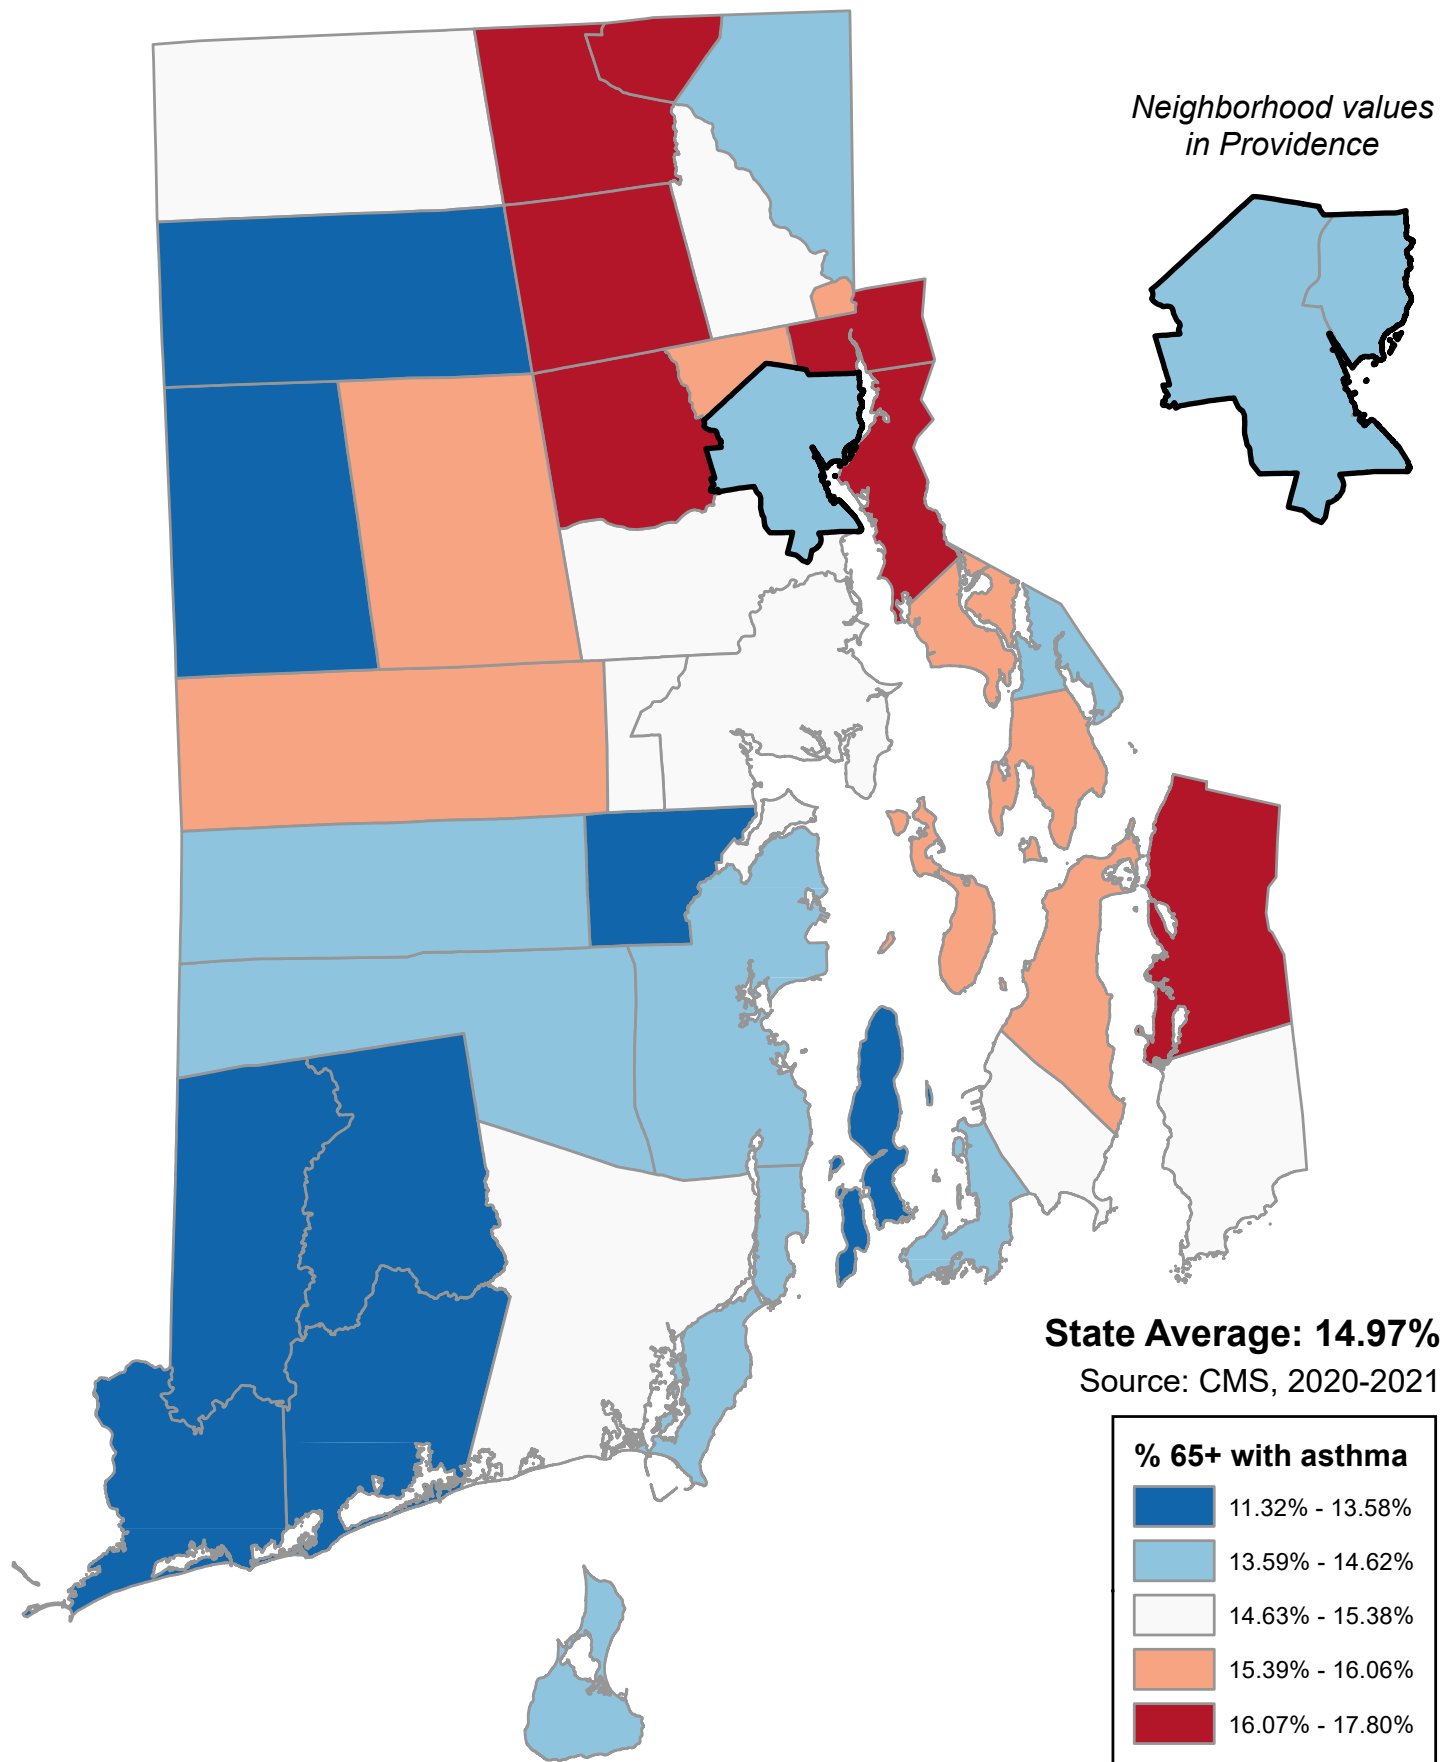 Neighborhood values
in Providence
State Average: 14.97%
Source: CMS, 2020-2021
% 65+ with asthma
11.32% - 13.58%
13.59% - 14.62%
14.63% - 15.38%
15.39% - 16.06%
16.07% - 17.80%